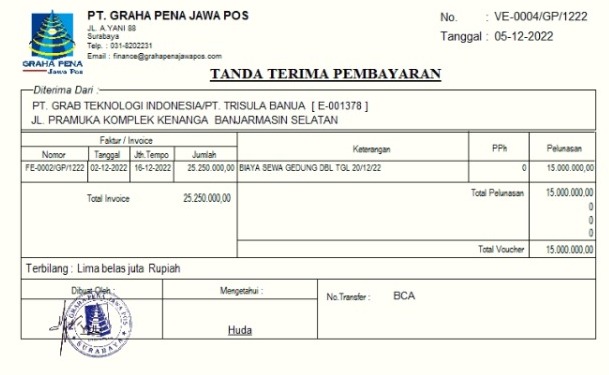 PT. GRAHA PENA JAWA POS
JL. A.YANI 88
Surabaya
Telp. : 031-8202231
Email : finance@grahapenajawapos.com
GRAHA PENA
Jawa Pos
No. : VE-0004/GP/1222
Tanggal : 05-12-2022
TANDA TERIMA PEMBAYARAN
Diterima Dari :
PT. GRAB TEKNOLOGI INDONESIA/PT. TRISULA BANUA [ E-001378 ]
JL. PRAMUKA KOMPLEK KENANGA BANJARMASIN SELATAN
Faktur / Invoice Keterangan PPh Pelunasan
Nomor Tanggal Jth.Tempo Jumlah
FE-0002/GP/1222 02-12-2022 16-12-2022 25.250.000,00 BIAYA SEWA GEDUNG DBL TGL 20/12/22 0 15.000.000,00
Total Invoice 25.250.000,00 Total Pelunasan 15.000.000,00
0
0
0
Total Voucher 15.000.000,00
Terbilang : Lima belas juta Rupiah
Dibuat Oleh : Mengetahui : No.Transfer : BCA
GRAHA PENA JAWA POS
SURABAYA
Huda